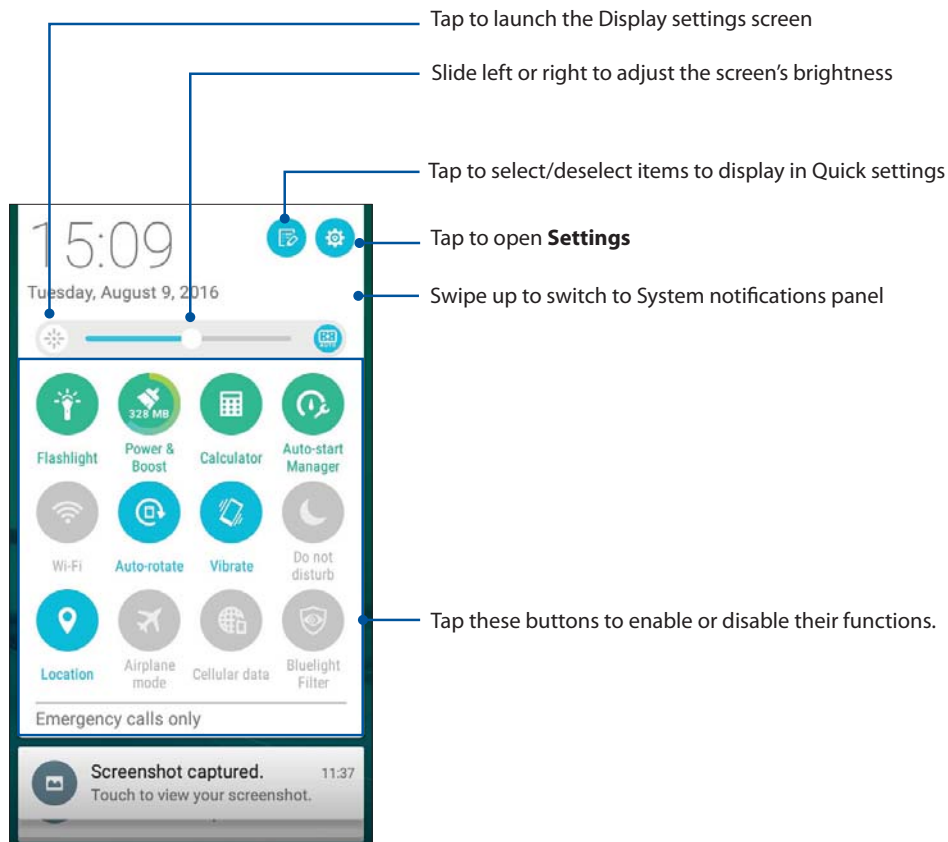 Tap to launch the Display settings screen
Slide left or right to adjust the screen's brightness
Tap to select/deselect items to display in Quick settings
Tap to open Settings
Swipe up to switch to System notifications panel
15:09
Tuesday, August 9, 2016
AUTO
328 MB
Flashlight
Power &
Boost
Calculator
Auto-start
Manager
Wi-Fi
Auto-rotate
Vibrate
Do not
disturb
Tap these buttons to enable or disable their functions.
Location
Airplane
mode
Cellular data
Bluelight
Filter
Emergency calls only
Screenshot captured. 11:37
Touch to view your screenshot.